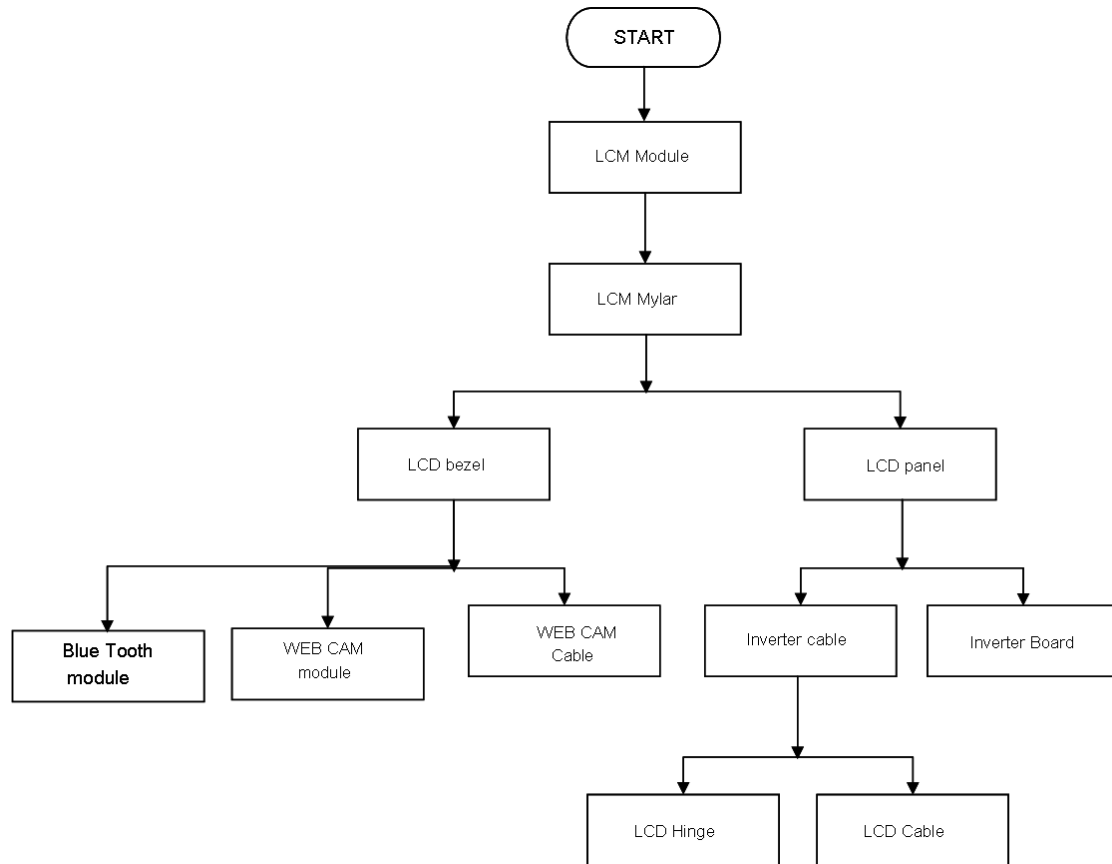 START
LCM Module
LCM Mylar
LCD bezel
LCD panel
Blue Tooth
module
WEB CAM
module
WEB CAM
Cable
Inverter cable
Inverter Board
LCD Hinge
LCD Cable